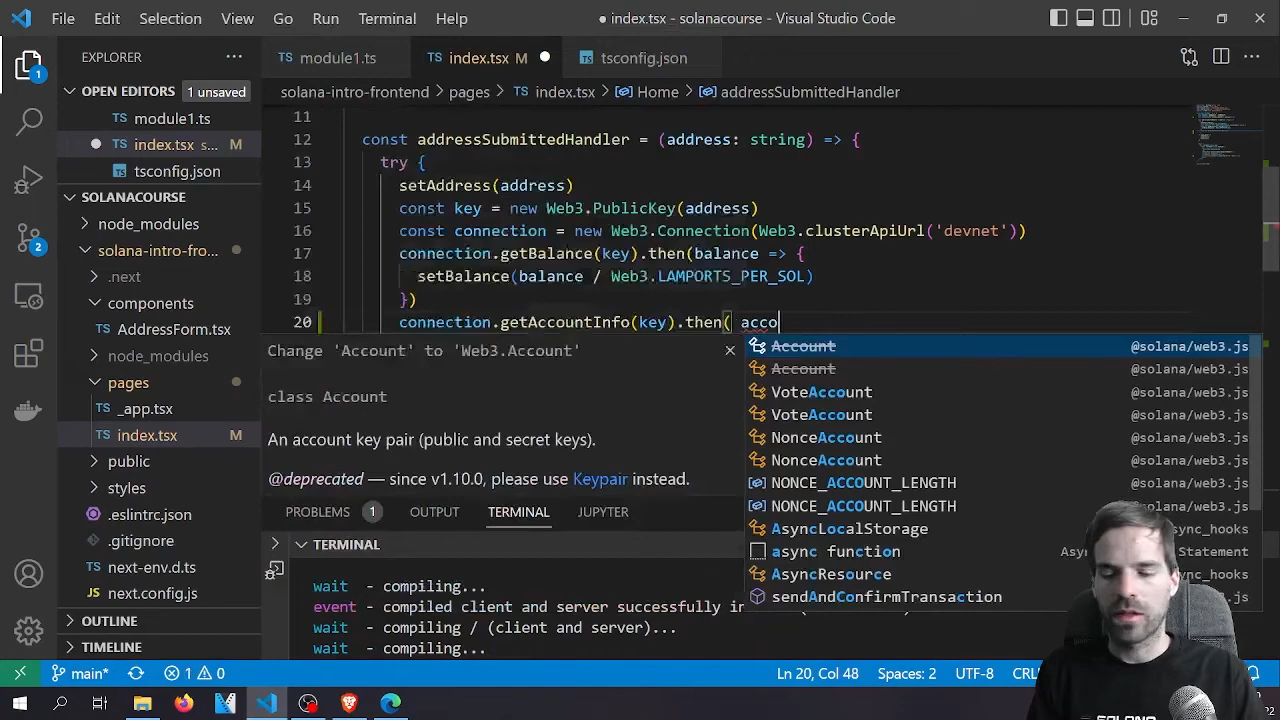 File Edit Selection View Go Run Terminal Help
● index.tsx - solanacourse - Visual Studio Code
EXPLORER
OPEN EDITORS 1 unsaved
TS module1.ts
TS index.tsx s... M
tsconfig.json
SOLANACOURSE
node_modules
solana-intro-frontend
.next
components
TS AddressForm.tsx
node_modules
pages
TS _app.tsx
TS index.tsx M
public
styles
.eslintrc.json
.gitignore
TS next-env.d.ts
JS next.config.js
OUTLINE
TIMELINE
1
2
TS module1.ts
TS index.tsx M ●
tsconfig.json
solana-intro-frontend > pages > TS index.tsx > Home > addressSubmittedHandler
11
12 const addressSubmittedHandler = (address: string) => {
13 try {
14 setAddress(address)
15 const key = new Web3.PublicKey(address)
16 const connection = new Web3.Connection(Web3.clusterApiUrl('devnet'))
17 connection.getBalance(key).then(balance => {
18 setBalance(balance / Web3.LAMPORTS_PER_SOL)
19 })
20 connection.getAccountInfo(key).then( acco
Change 'Account' to 'Web3.Account'
class Account
An account key pair (public and secret keys).
@deprecated — since v1.10.0, please use Keypair instead.
Account @solana/web3.js
Account @solana/web3.js
VoteAccount @solana/web3.js
VoteAccount @solana/web3.js
NonceAccount @solana/web3.js
NonceAccount @solana/web3.js
NONCE_ACCOUNT_LENGTH @solana/web3.js
NONCE_ACCOUNT_LENGTH @solana/web3.js
AsyncLocalStorage
async function
AsyncResource
sendAndConfirmTransaction
PROBLEMS 1 OUTPUT TERMINAL JUPYTER
TERMINAL
wait - compiling...
event - compiled client and server successfully in
wait - compiling / (client and server)...
wait - compiling...
main* 1 0
Ln 20, Col 48 Spaces: 2 UTF-8
SOLANA